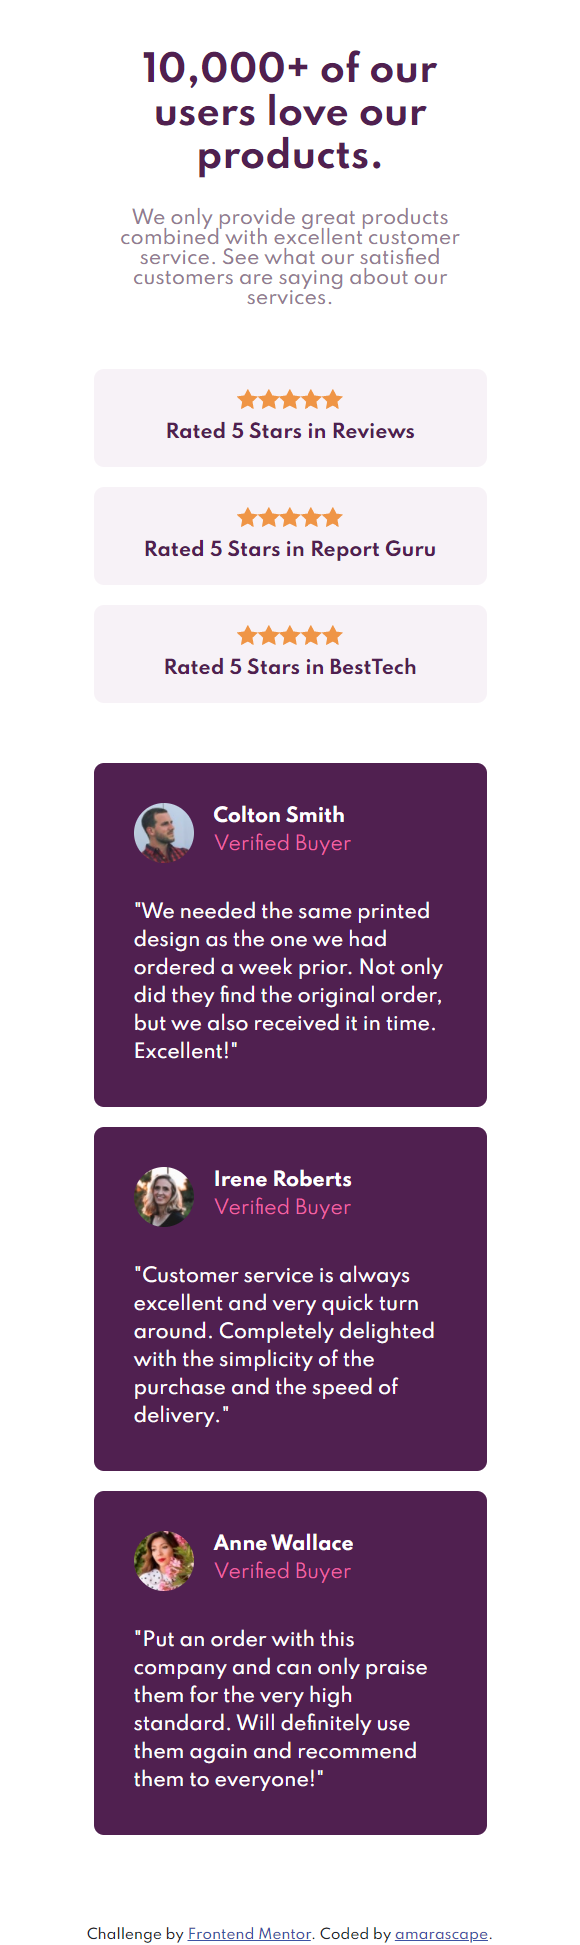 10,000+ of our
users love our
products.
We only provide great products
combined with excellent customer
service. See what our satisfied
customers are saying about our
services.
Rated 5 Stars in Reviews
Rated 5 Stars in Report Guru
Rated 5 Stars in BestTech
Colton Smith
Verified Buyer
"We needed the same printed
design as the one we had
ordered a week prior. Not only
did they find the original order,
but we also received it in time.
Excellent!"
Irene Roberts
Verified Buyer
"Customer service is always
excellent and very quick turn
around. Completely delighted
with the simplicity of the
purchase and the speed of
delivery."
Anne Wallace
Verified Buyer
"Put an order with this
company and can only praise
them for the very high
standard. Will definitely use
them again and recommend
them to everyone!"
Challenge by Frontend Mentor. Coded by amarascape.